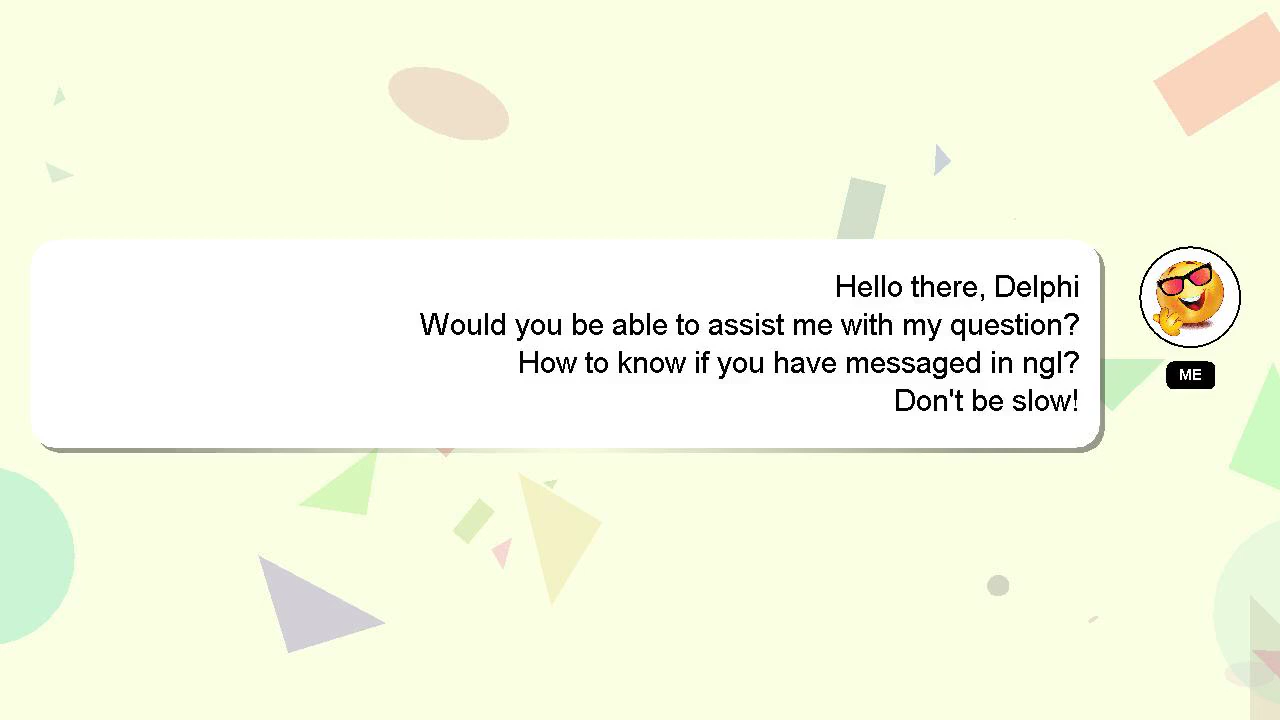 Hello there, Delphi
Would you be able to assist me with my question?
How to know if you have messaged in ngl?
Don't be slow!
ME